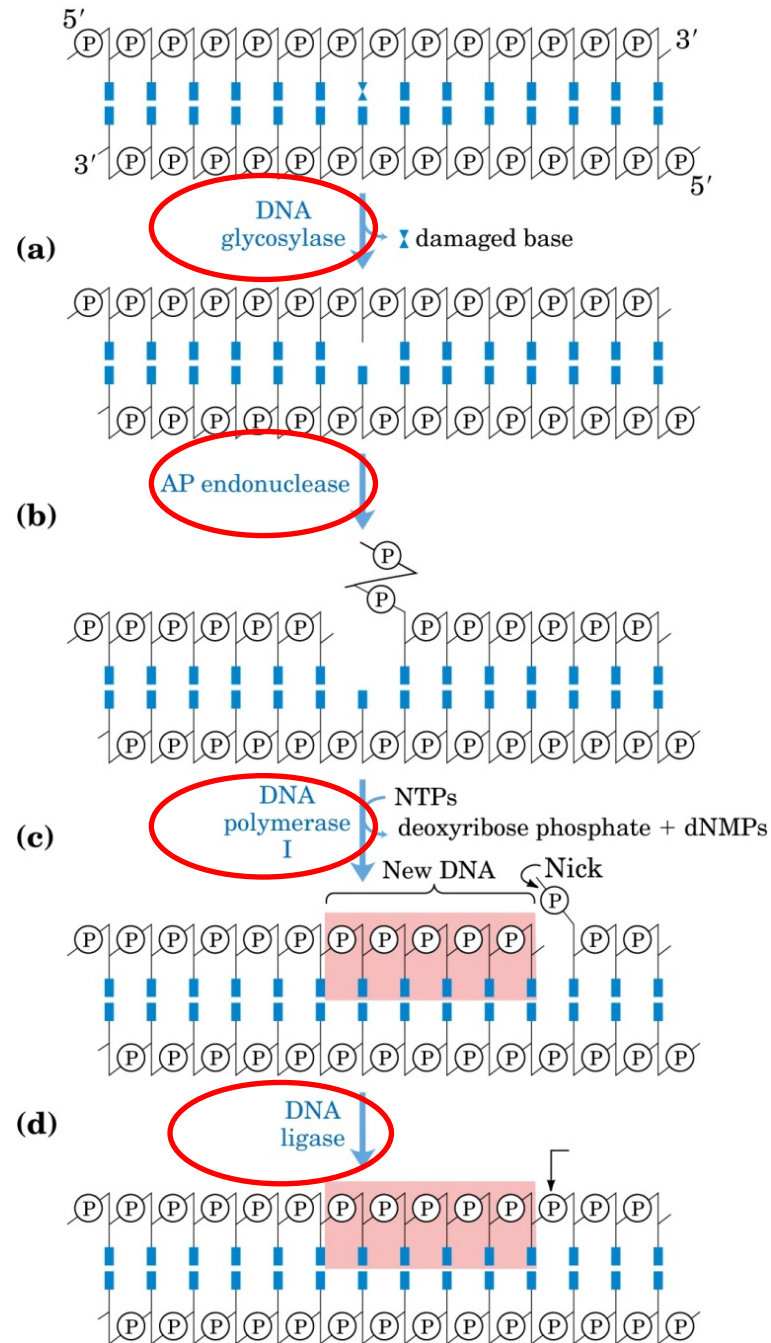 5′
P P P P P P P P P P P P P P 3′
3′ P P P P P P P P P P P P P P
5′
DNA
glycosylase
damaged base
(a)
P P P P P P P P P P P P P P
P P P P P P P P P P P P P P
AP endonuclease
(b)
P
P
P P P P P P P P P P P P
P P P P P P P P P P P P P P
DNA
polymerase
I
NTPs
deoxyribose phosphate + dNMPs
(c)
New DNA
Nick
P
P P P P P P P P P P P P P
P P P P P P P P P P P P P P
DNA
ligase
(d)
P P P P P P P P P P P P P P
P P P P P P P P P P P P P P